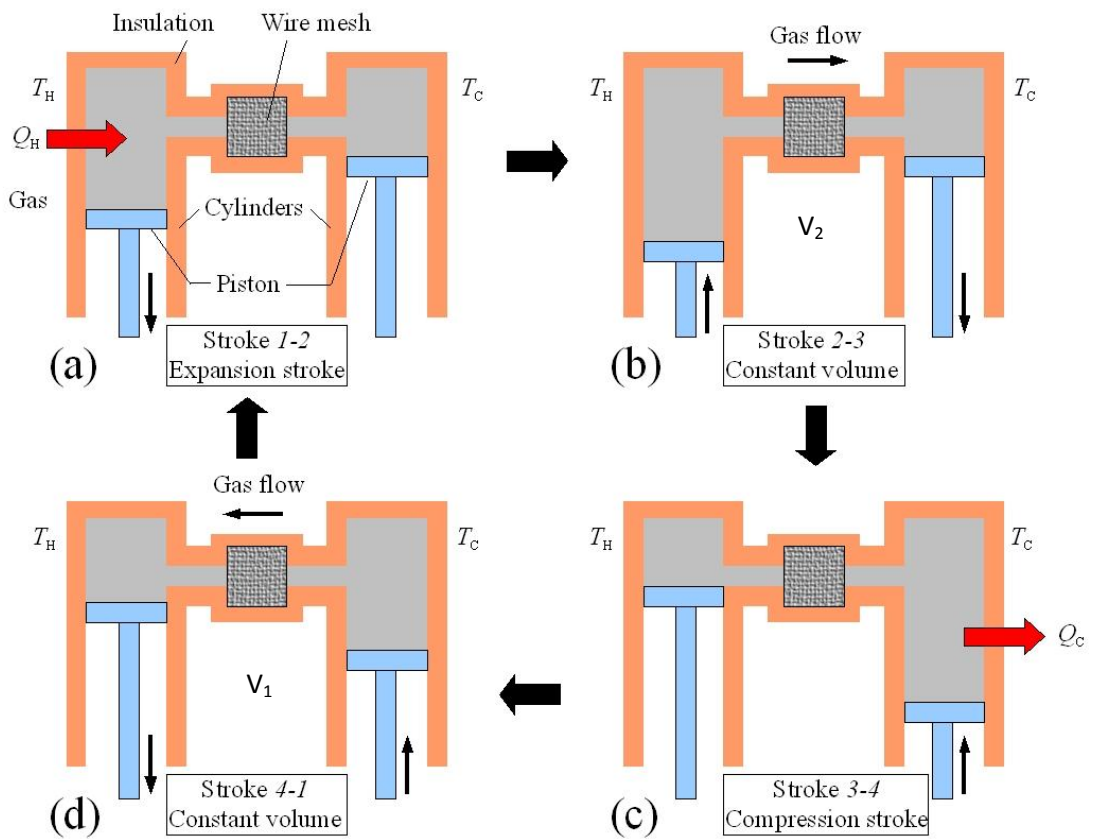 Insulation
Wire mesh
T_H
T_C
Q_H
Gas
Cylinders
Piston
(a)
Stroke 1-2
Expansion stroke
Gas flow
T_H
T_C
V₂
(b)
Stroke 2-3
Constant volume
Gas flow
T_H
T_C
V₁
(d)
Stroke 4-1
Constant volume
T_H
T_C
Q_C
(c)
Stroke 3-4
Compression stroke